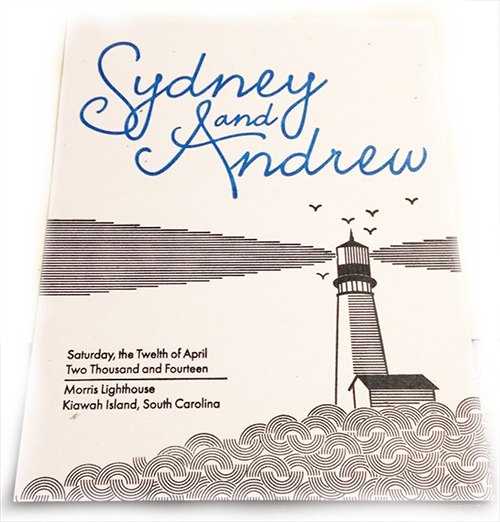 Sydney
and
Andrew
Saturday, the Twelth of April
Two Thousand and Fourteen
Morris Lighthouse
Kiawah Island, South Carolina